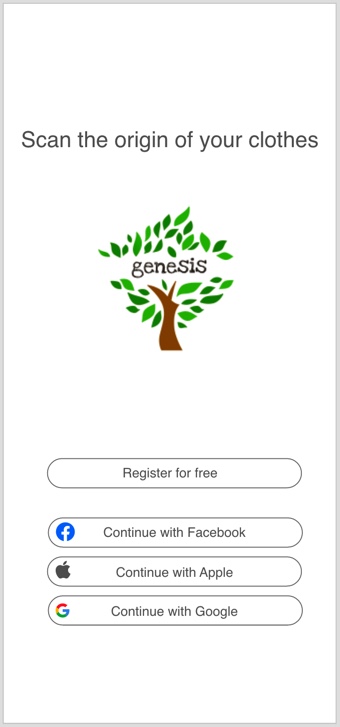 Scan the origin of your clothes
genesis
Register for free
Continue with Facebook
Continue with Apple
Continue with Google